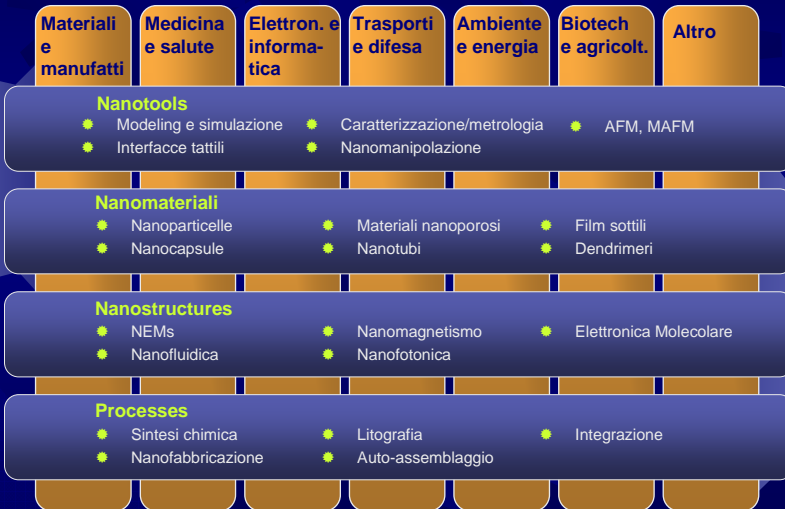 Materiali
e
manufatti
Medicina
e salute
Elettron. e
informa-
tica
Trasporti
e difesa
Ambiente
e energia
Biotech
e agricolt.
Altro
Nanotools
Modeling e simulazione
Caratterizzazione/metrologia
AFM, MAFM
Interfacce tattili
Nanomanipolazione
Nanomateriali
Nanoparticelle
Materiali nanoporosi
Film sottili
Nanocapsule
Nanotubi
Dendrimeri
Nanostructures
NEMs
Nanomagnetismo
Elettronica Molecolare
Nanofluidica
Nanofotonica
Processes
Sintesi chimica
Litografia
Integrazione
Nanofabbricazione
Auto-assemblaggio